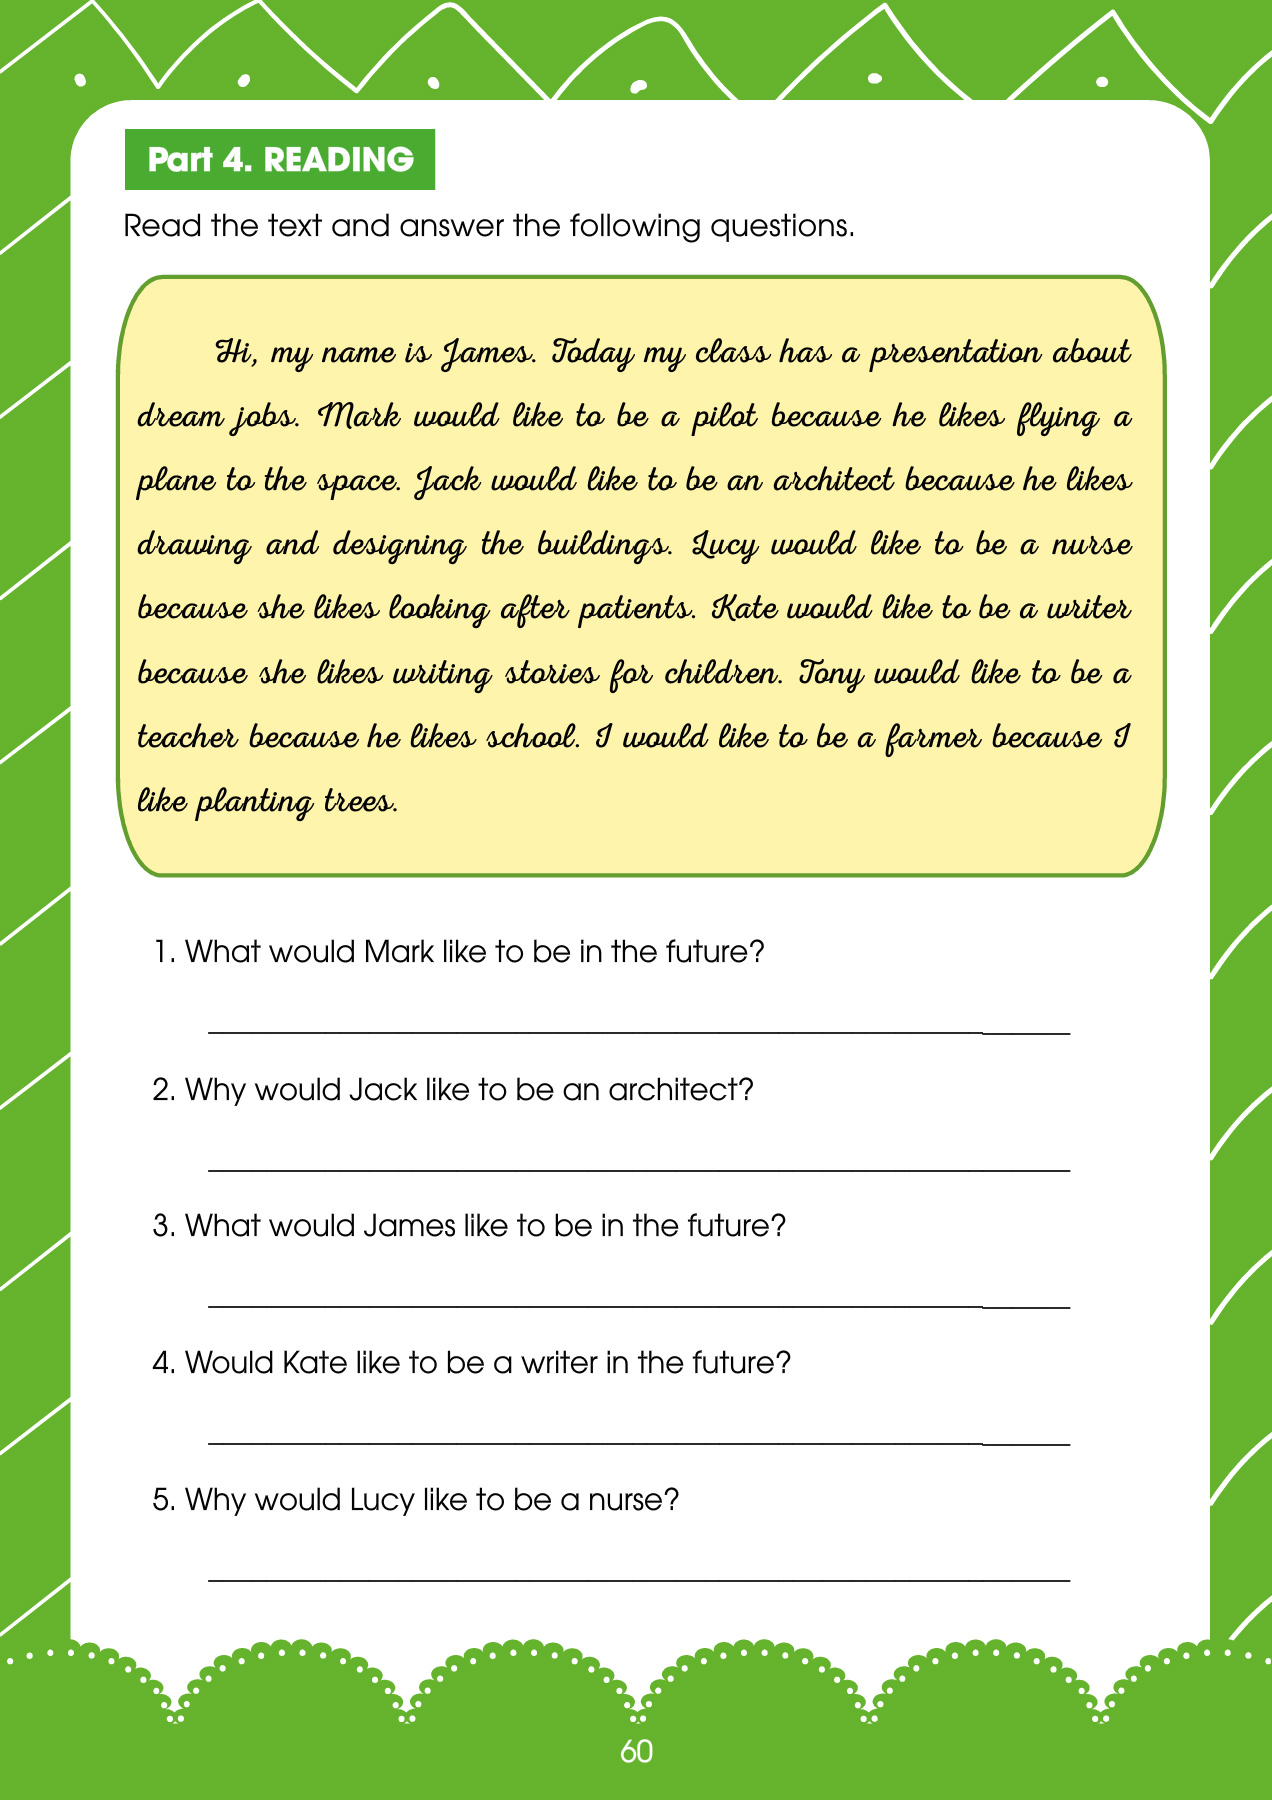 Part 4. READING
Read the text and answer the following questions.
Hi, my name is James. Today my class has a presentation about
dream jobs. Mark would like to be a pilot because he likes flying a
plane to the space. Jack would like to be an architect because he likes
drawing and designing the buildings. Lucy would like to be a nurse
because she likes looking after patients. Kate would like to be a writer
because she likes writing stories for children. Tony would like to be a
teacher because he likes school. I would like to be a farmer because I
like planting trees.
1. What would Mark like to be in the future?
2. Why would Jack like to be an architect?
3. What would James like to be in the future?
4. Would Kate like to be a writer in the future?
5. Why would Lucy like to be a nurse?
60